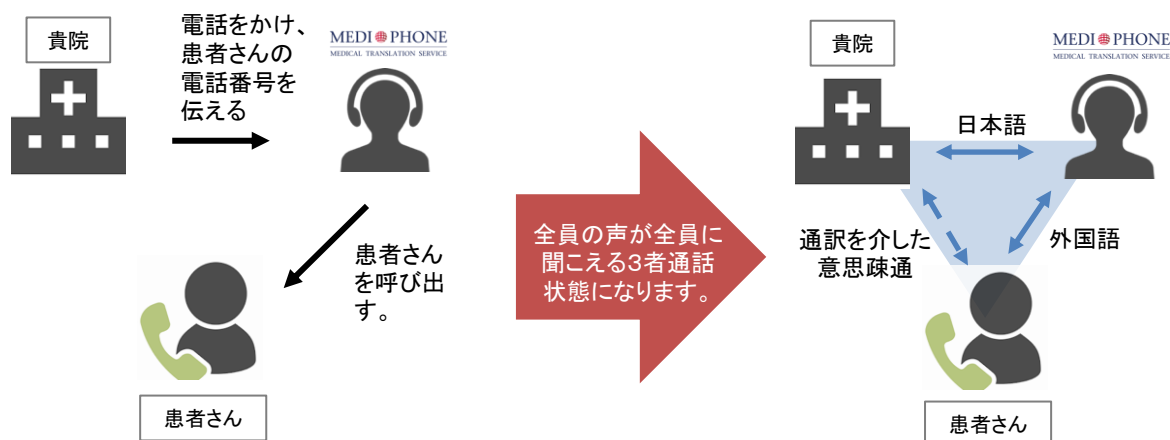 貴院
電話をかけ、
患者さんの
電話番号を
伝える
MEDI PHONE
MEDICAL TRANSLATION SERVICE
患者さん
を呼び出
す。
患者さん
全員の声が全員に
聞こえる3者通話
状態になります。
貴院
MEDI PHONE
MEDICAL TRANSLATION SERVICE
日本語
通訳を介した
意思疎通
外国語
患者さん